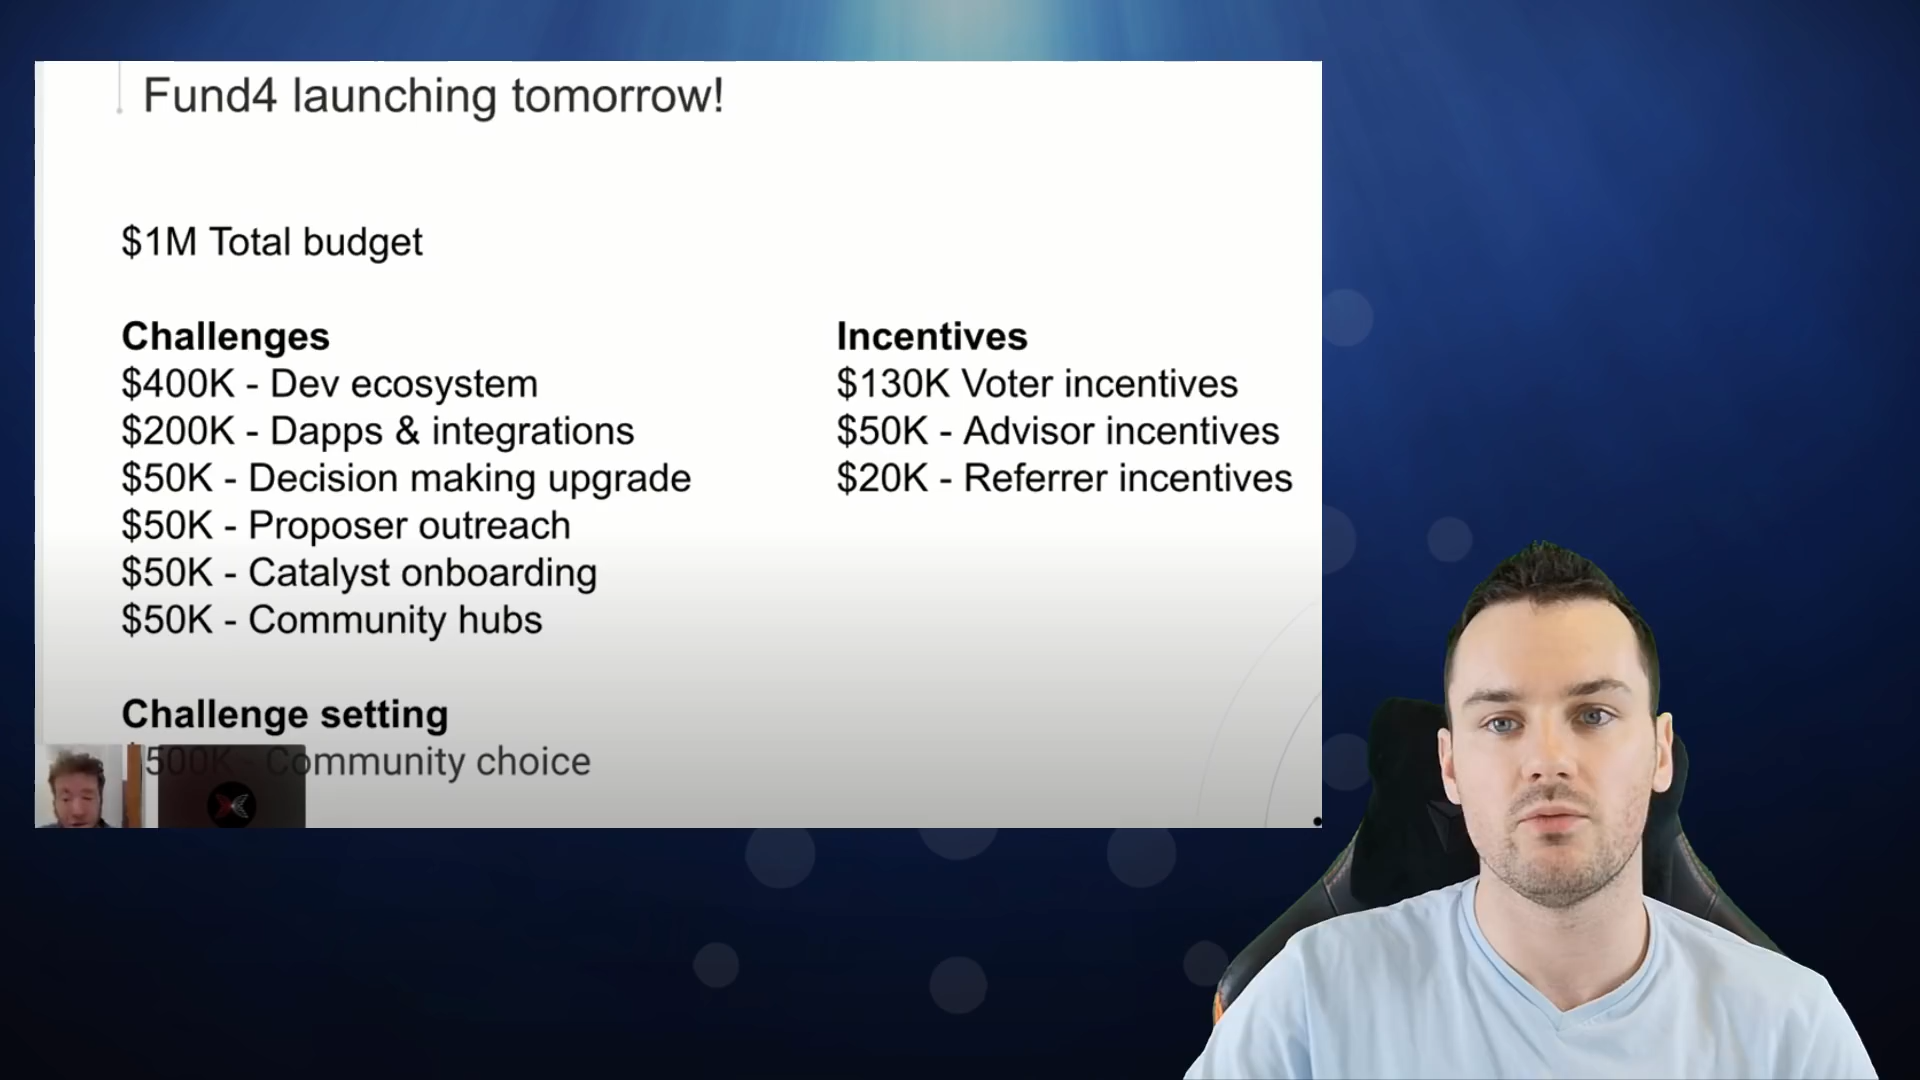 Fund4 launching tomorrow!
$1M Total budget
Challenges
$400K - Dev ecosystem
$200K - Dapps & integrations
$50K - Decision making upgrade
$50K - Proposer outreach
$50K - Catalyst onboarding
$50K - Community hubs
Challenge setting
500K - Community choice
Incentives
$130K Voter incentives
$50K - Advisor incentives
$20K - Referrer incentives